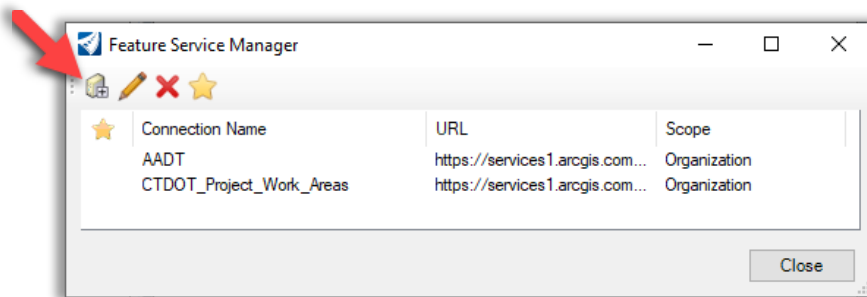 Feature Service Manager
Connection Name URL Scope
AADT https://services1.arcgis.com... Organization
CTDOT_Project_Work_Areas https://services1.arcgis.com... Organization
Close